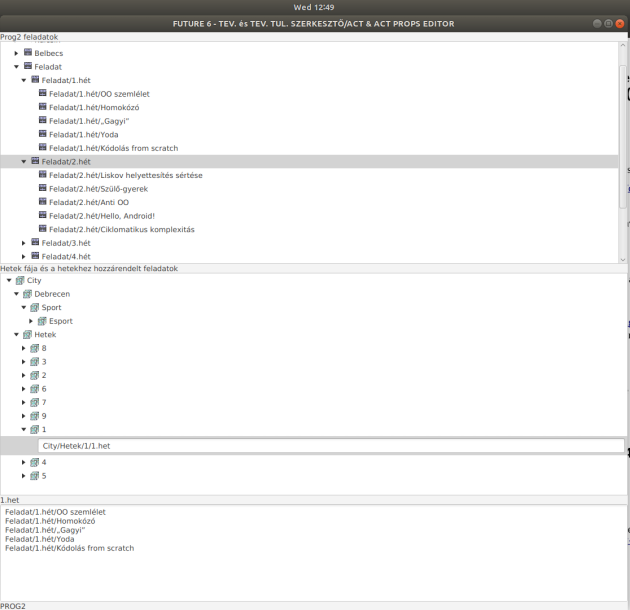 Wed 12:49
FUTURE 6 - TEV. és TEV. TUL. SZERKESZTŐ/ACT & ACT PROPS EDITOR
Prog2 feladatok
Belbecs
Feladat
Feladat/1.hét
Feladat/1.hét/OO szemlélet
Feladat/1.hét/Homokózó
Feladat/1.hét/„Gagyi”
Feladat/1.hét/Yoda
Feladat/1.hét/Kódolás from scratch
Feladat/2.hét
Feladat/2.hét/Liskov helyettesítés sértése
Feladat/2.hét/Szülő-gyerek
Feladat/2.hét/Anti OO
Feladat/2.hét/Hello, Android!
Feladat/2.hét/Ciklomatikus komplexitás
Feladat/3.hét
Feladat/4.hét
Hetek fája és a hetekhez hozzárendelt feladatok
City
Debrecen
Sport
Esport
Hetek
8
3
2
6
7
9
1
City/Hetek/1/1.het
4
5
1.het
Feladat/1.hét/OO szemlélet
Feladat/1.hét/Homokózó
Feladat/1.hét/„Gagyi”
Feladat/1.hét/Yoda
Feladat/1.hét/Kódolás from scratch
PROG2